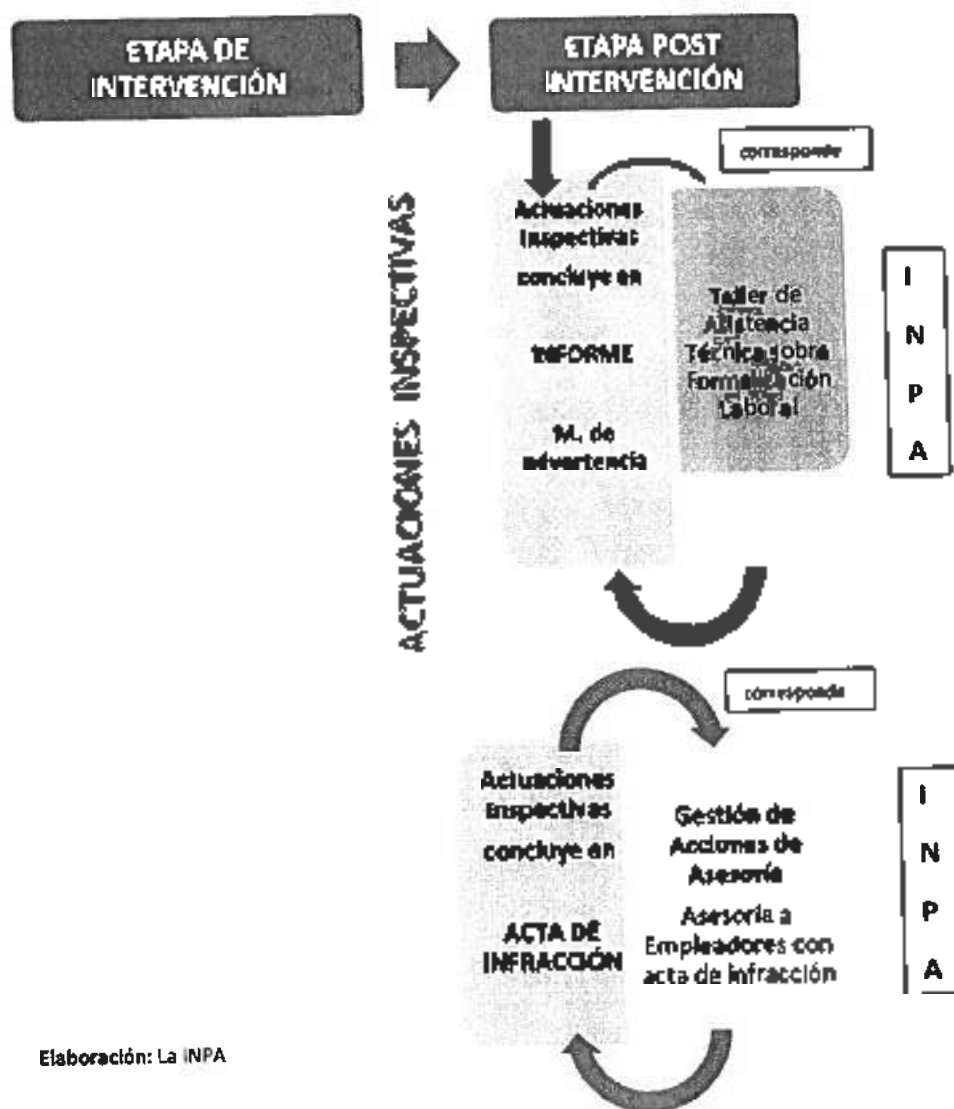 ETAPA DE
INTERVENCIÓN
ETAPA POST
INTERVENCIÓN
corresponde
ACTUACIONES INSPECTIVAS
Actuaciones
Inspectivas
concluye en
INFORME
M. de
advertencia
Taller de
Asistencia
Técnica sobre
Formalización
Laboral
I
N
P
A
corresponde
Actuaciones
Inspectivas
concluye en
ACTA DE
INFRACCIÓN
Gestión de
Acciones de
Asesoría
Asesoría a
Empleadores con
acta de infracción
I
N
P
A
Elaboración: La INPA